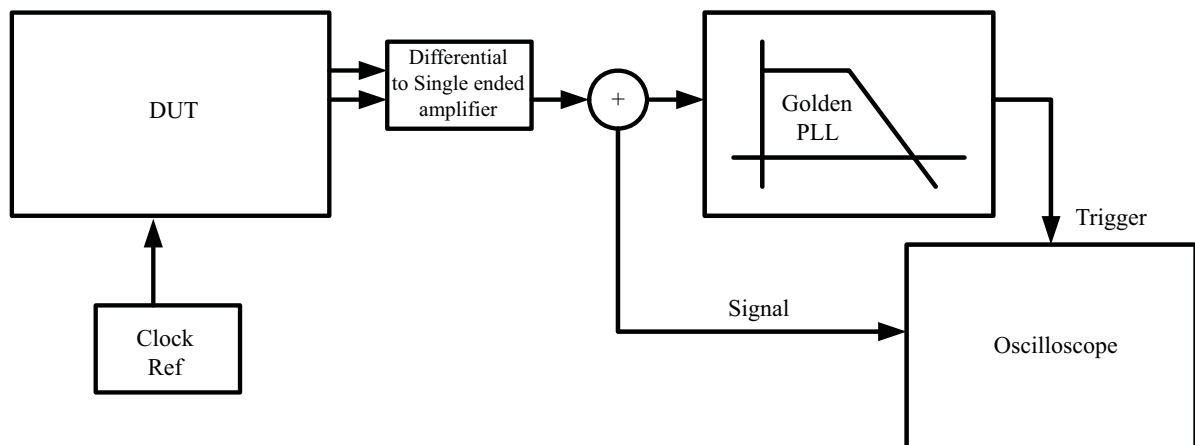 DUT
Differential
to Single ended
amplifier
+
Golden
PLL
Trigger
Clock
Ref
Signal
Oscilloscope